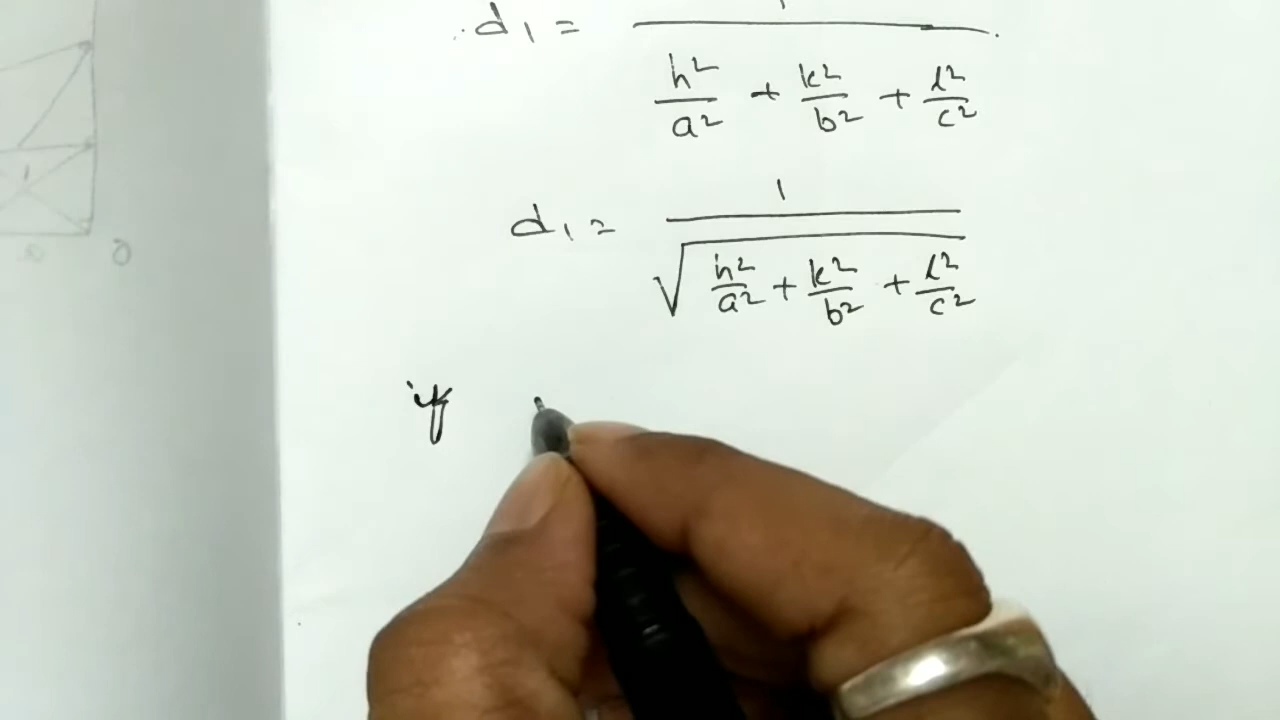 ∴ d₁ = 1 / (h²/a² + k²/b² + l²/c²)
d₁ = 1 / √(h²/a² + k²/b² + l²/c²)
if